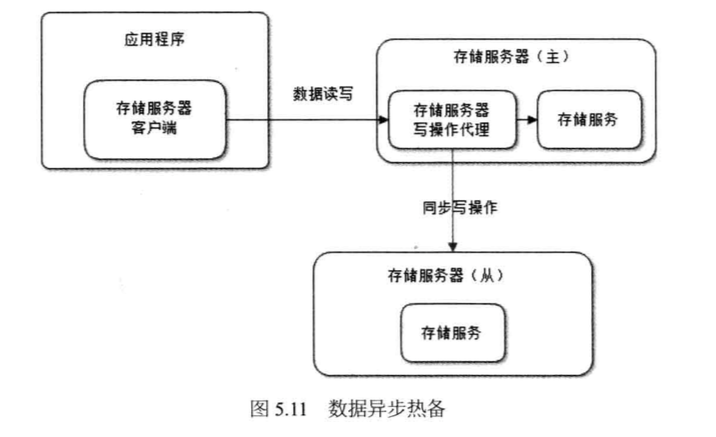 应用程序
存储服务器
客户端
数据读写
存储服务器（主）
存储服务器
写操作代理
存储服务
同步写操作
存储服务器（从）
存储服务
图 5.11 数据异步热备